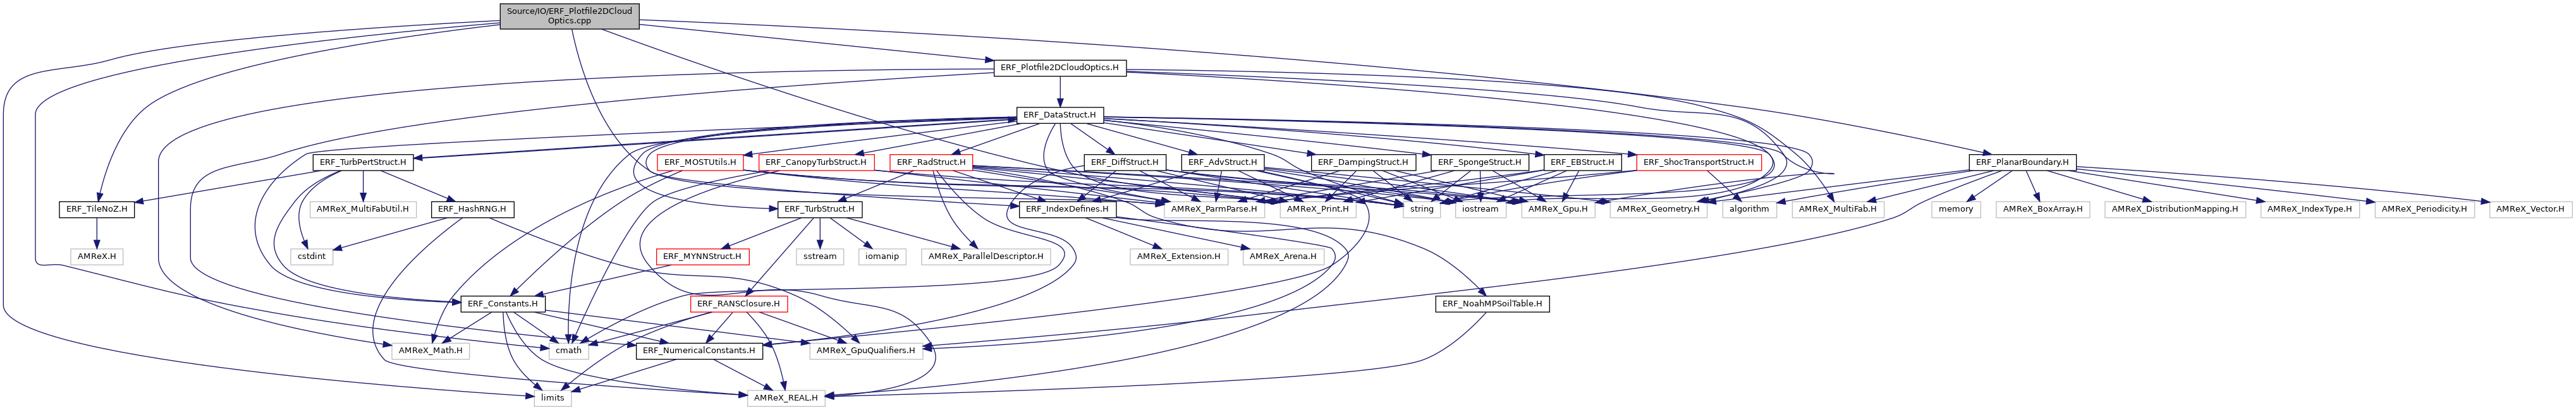 Source/IO/ERF_Plotfile2DCloud
Optics.cpp
ERF_Plotfile2DCloudOptics.H
ERF_DataStruct.H
ERF_TurbPertStruct.H
ERF_MOSTUtils.H
ERF_CanopyTurbStruct.H
ERF_RadStruct.H
ERF_DiffStruct.H
ERF_AdvStruct.H
ERF_DampingStruct.H
ERF_SpongeStruct.H
ERF_EBStruct.H
ERF_ShocTransportStruct.H
ERF_PlanarBoundary.H
ERF_TileNoZ.H
AMReX_MultiFabUtil.H
ERF_HashRNG.H
ERF_TurbStruct.H
ERF_IndexDefines.H
AMReX_ParmParse.H
AMReX_Print.H
string
iostream
AMReX_Gpu.H
AMReX_Geometry.H
algorithm
AMReX_MultiFab.H
memory
AMReX_BoxArray.H
AMReX_DistributionMapping.H
AMReX_IndexType.H
AMReX_Periodicity.H
AMReX_Vector.H
AMReX.H
cstdint
ERF_MYNNStruct.H
sstream
iomanip
AMReX_ParallelDescriptor.H
AMReX_Extension.H
AMReX_Arena.H
ERF_Constants.H
ERF_RANSClosure.H
ERF_NoahMPSoilTable.H
AMReX_Math.H
cmath
ERF_NumericalConstants.H
AMReX_GpuQualifiers.H
limits
AMReX_REAL.H